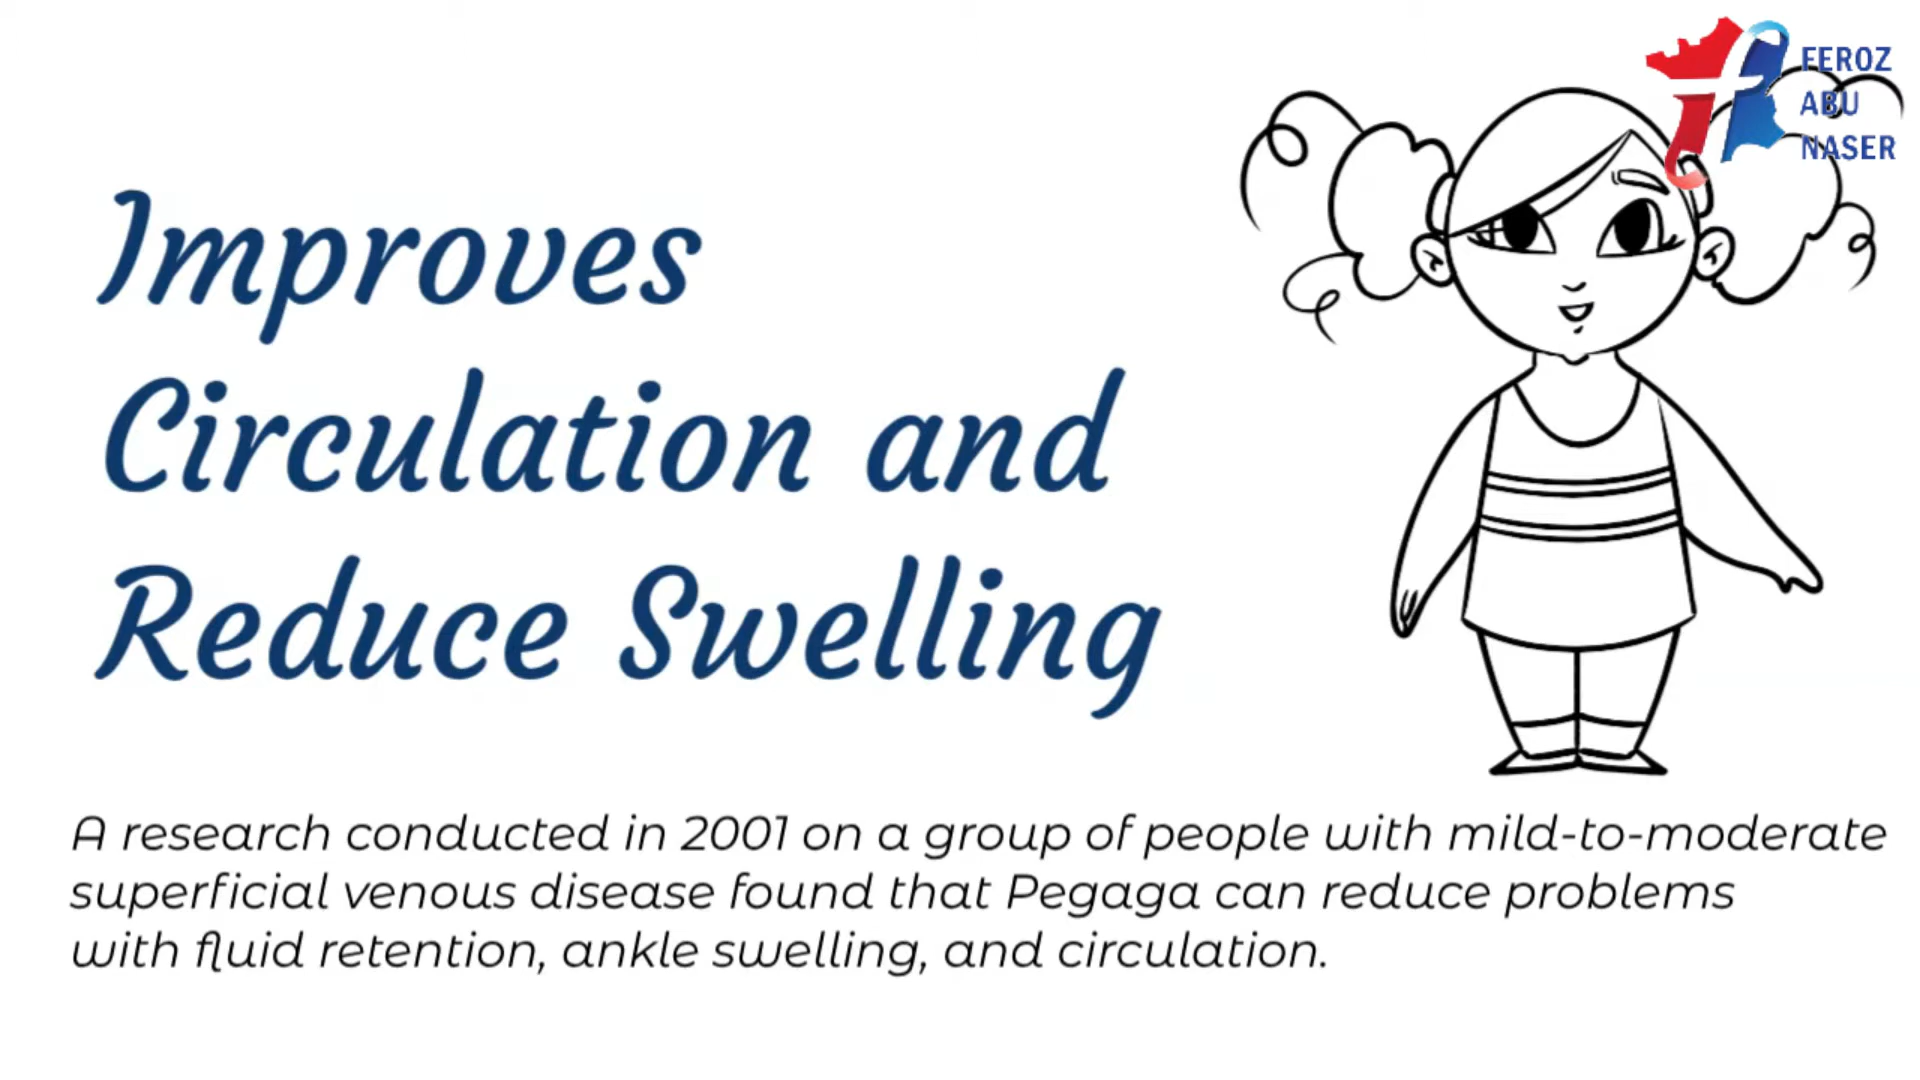 FEROZ
ABU
NASER
Improves
Circulation and
Reduce Swelling
A research conducted in 2001 on a group of people with mild-to-moderate
superficial venous disease found that Pegaga can reduce problems
with fluid retention, ankle swelling, and circulation.